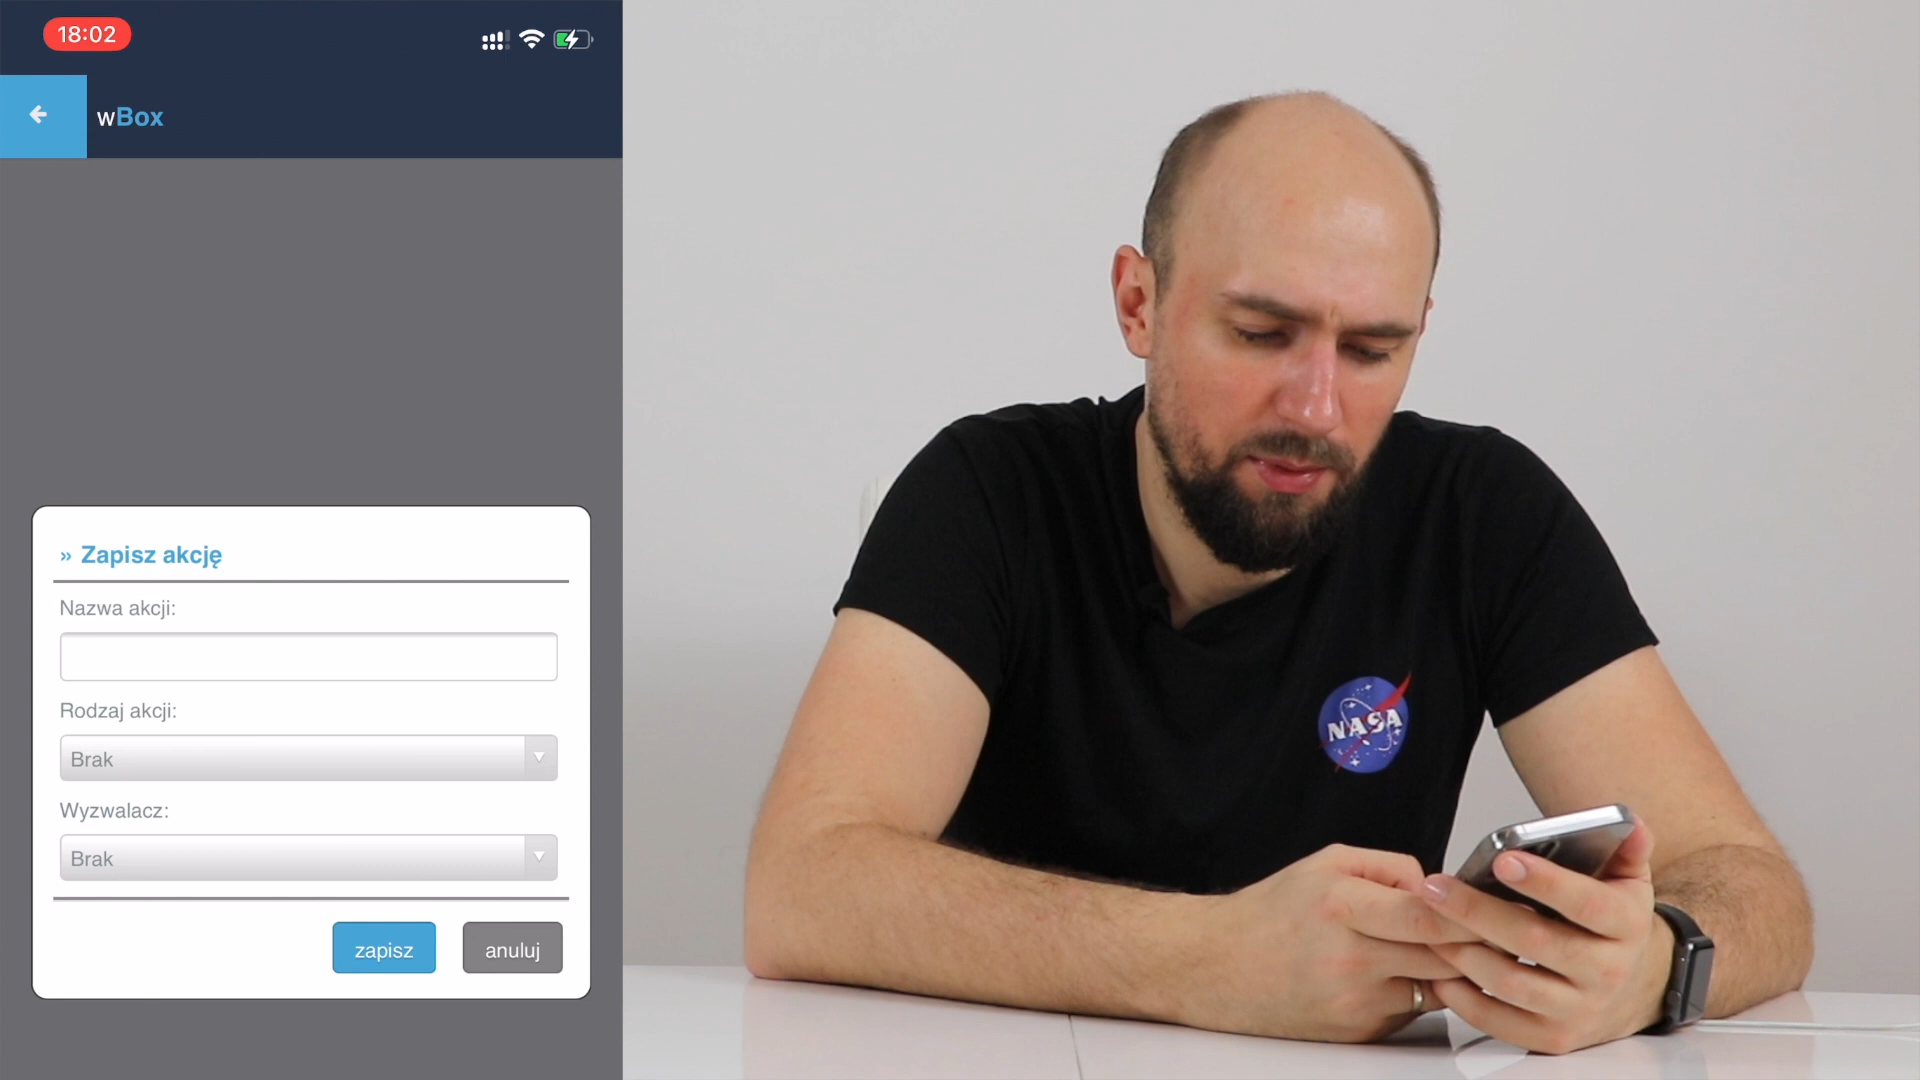 18:02
wBox
» Zapisz akcję
Nazwa akcji:
Rodzaj akcji:
Brak
Wyzwalacz:
Brak
zapisz
anuluj
NASA